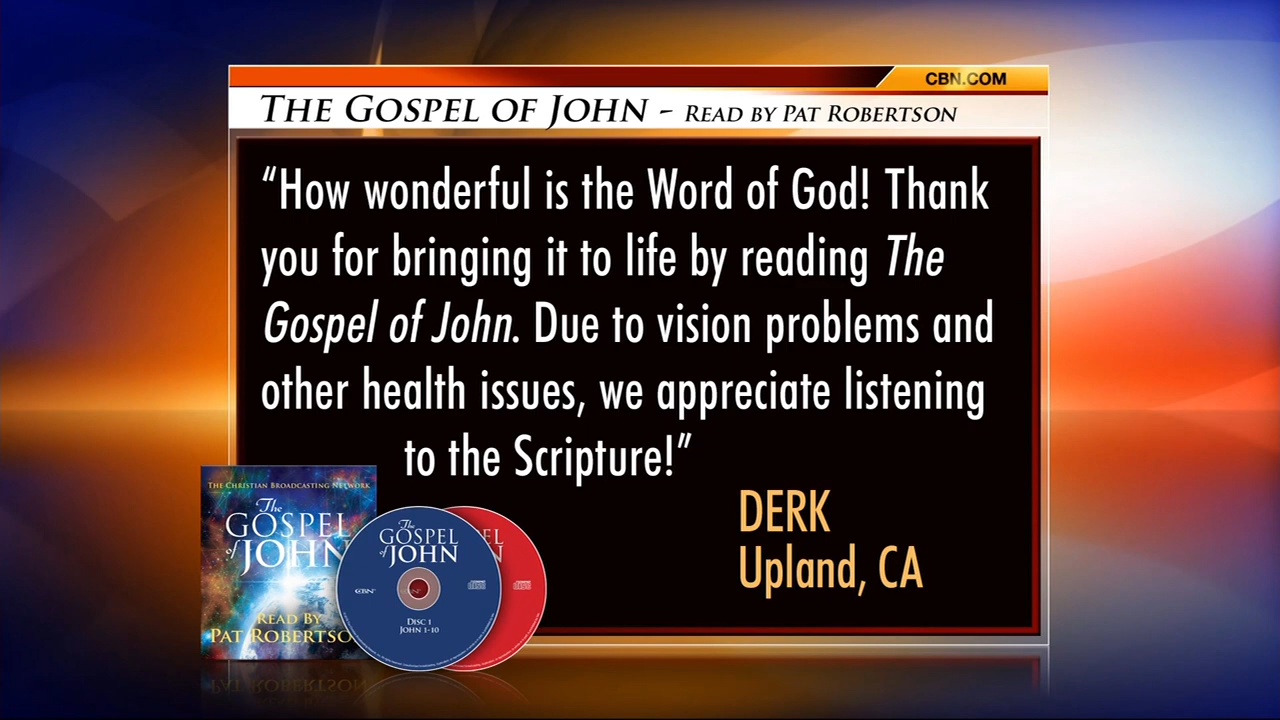 CBN.COM
THE GOSPEL OF JOHN - READ BY PAT ROBERTSON
“How wonderful is the Word of God! Thank
you for bringing it to life by reading The
Gospel of John. Due to vision problems and
other health issues, we appreciate listening
to the Scripture!”
DERK
Upland, CA
THE CHRISTIAN BROADCASTING NETWORK
The
GOSPEL
of JOHN
READ BY
PAT ROBERTSO
The
GOSPEL
of JOHN
CBN
DISC 1
JOHN 1-10